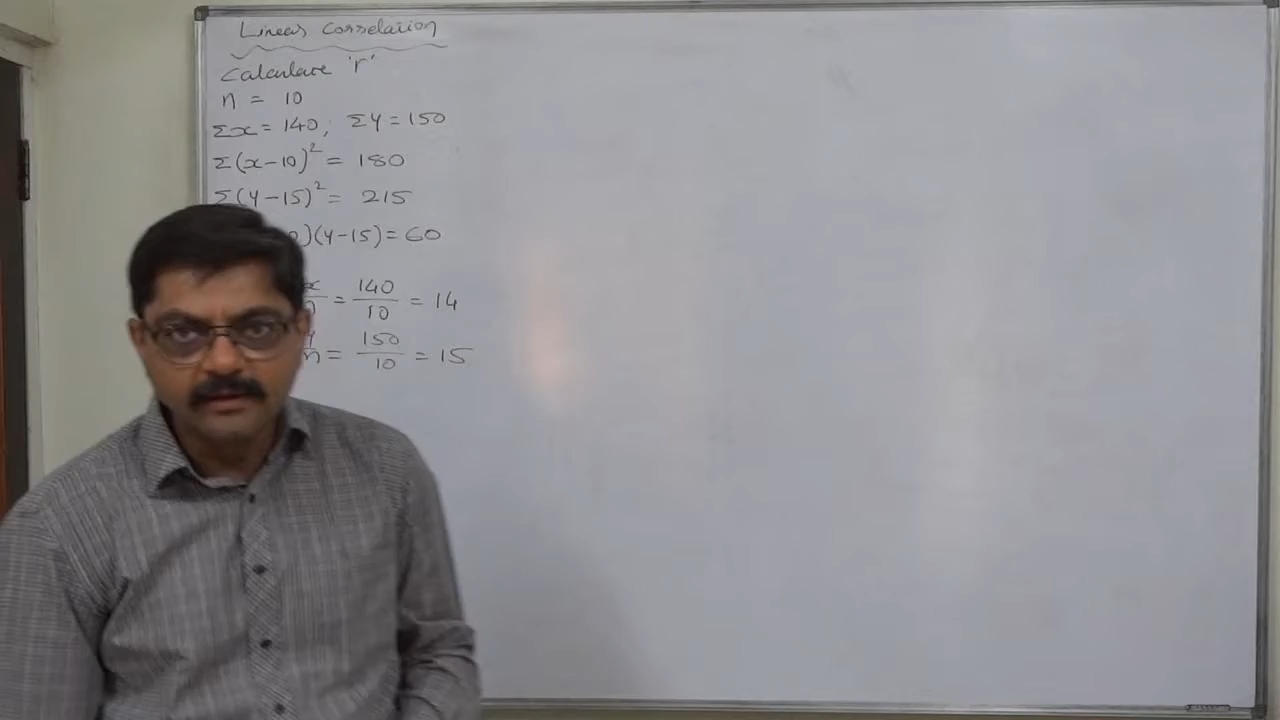 Linear Correlation
Calculate 'r'
n = 10
Σx = 140; Σy = 150
Σ(x-10)² = 180
Σ(y-15)² = 215
)(y-15) = 60
= 140/10 = 14
n = 150/10 = 15